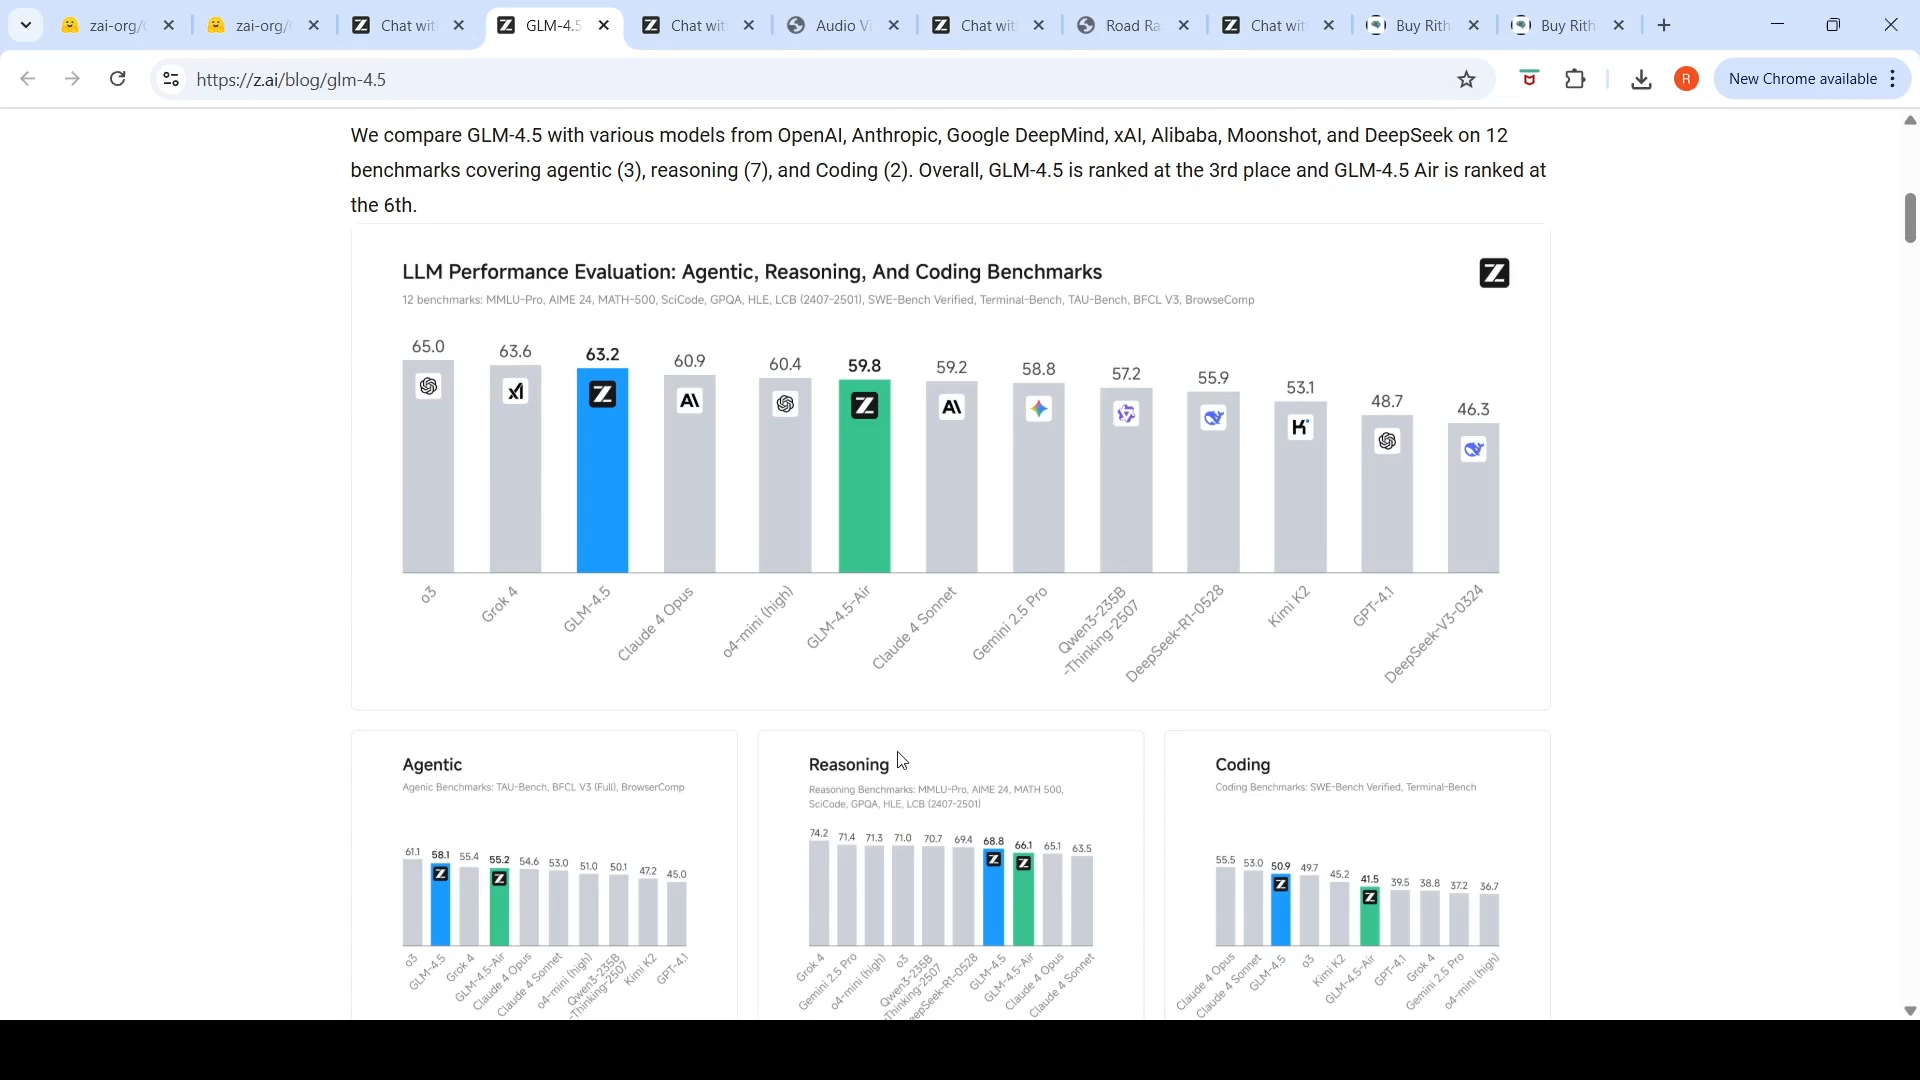 zai-org/
zai-org/
Chat wit
GLM-4.5
Chat wit
Audio Vi
Chat wit
Road Ra
Chat wit
Buy Rith
Buy Rith
https://z.ai/blog/glm-4.5
R
New Chrome available
We compare GLM-4.5 with various models from OpenAI, Anthropic, Google DeepMind, xAI, Alibaba, Moonshot, and DeepSeek on 12
benchmarks covering agentic (3), reasoning (7), and Coding (2). Overall, GLM-4.5 is ranked at the 3rd place and GLM-4.5 Air is ranked at
the 6th.
LLM Performance Evaluation: Agentic, Reasoning, And Coding Benchmarks
12 benchmarks: MMLU-Pro, AIME 24, MATH-500, SciCode, GPQA, HLE, LCB (2407-2501), SWE-Bench Verified, Terminal-Bench, TAU-Bench, BFCL V3, BrowseComp
65.0 63.6 63.2 60.9 60.4 59.8 59.2 58.8 57.2 55.9 53.1 48.7 46.3
o3
Grok 4
GLM-4.5
Claude 4 Opus
o4-mini (high)
GLM-4.5-Air
Claude 4 Sonnet
Gemini 2.5 Pro
Qwen3-235B
-Thinking-2507
DeepSeek-R1-0528
Kimi K2
GPT-4.1
DeepSeek-V3-0324
Agentic
Agenic Benchmarks: TAU-Bench, BFCL V3 (Full), BrowserComp
61.1 58.1 55.4 55.2 54.6 53.0 51.0 50.1 47.2 45.0
o3
GLM-4.5
Grok 4
GLM-4.5-Air
Claude 4 Opus
Claude 4 Sonnet
o4-mini (high)
Qwen3-235B
-Thinking-2507
Kimi K2
GPT-4.1
Reasoning
Reasoning Benchmarks: MMLU-Pro, AIME 24, MATH 500,
SciCode, GPQA, HLE, LCB (2407-2501)
74.2 71.4 71.3 71.0 70.7 69.4 68.8 66.1 65.1 63.5
Grok 4
Gemini 2.5 Pro
o4-mini (high)
o3
Qwen3-235B
-Thinking-2507
eepSeek-R1-0528
GLM-4.5
GLM-4.5-Air
Claude 4 Opus
Claude 4 Sonnet
Coding
Coding Benchmarks: SWE-Bench Verified, Terminal-Bench
55.5 53.0 50.9 49.7 45.2 41.5 39.5 38.8 37.2 36.7
Claude 4 Opus
Claude 4 Sonnet
GLM-4.5
o3
Kimi K2
GLM-4.5-Air
GPT-4.1
Grok 4
Gemini 2.5 Pro
o4-mini (high)